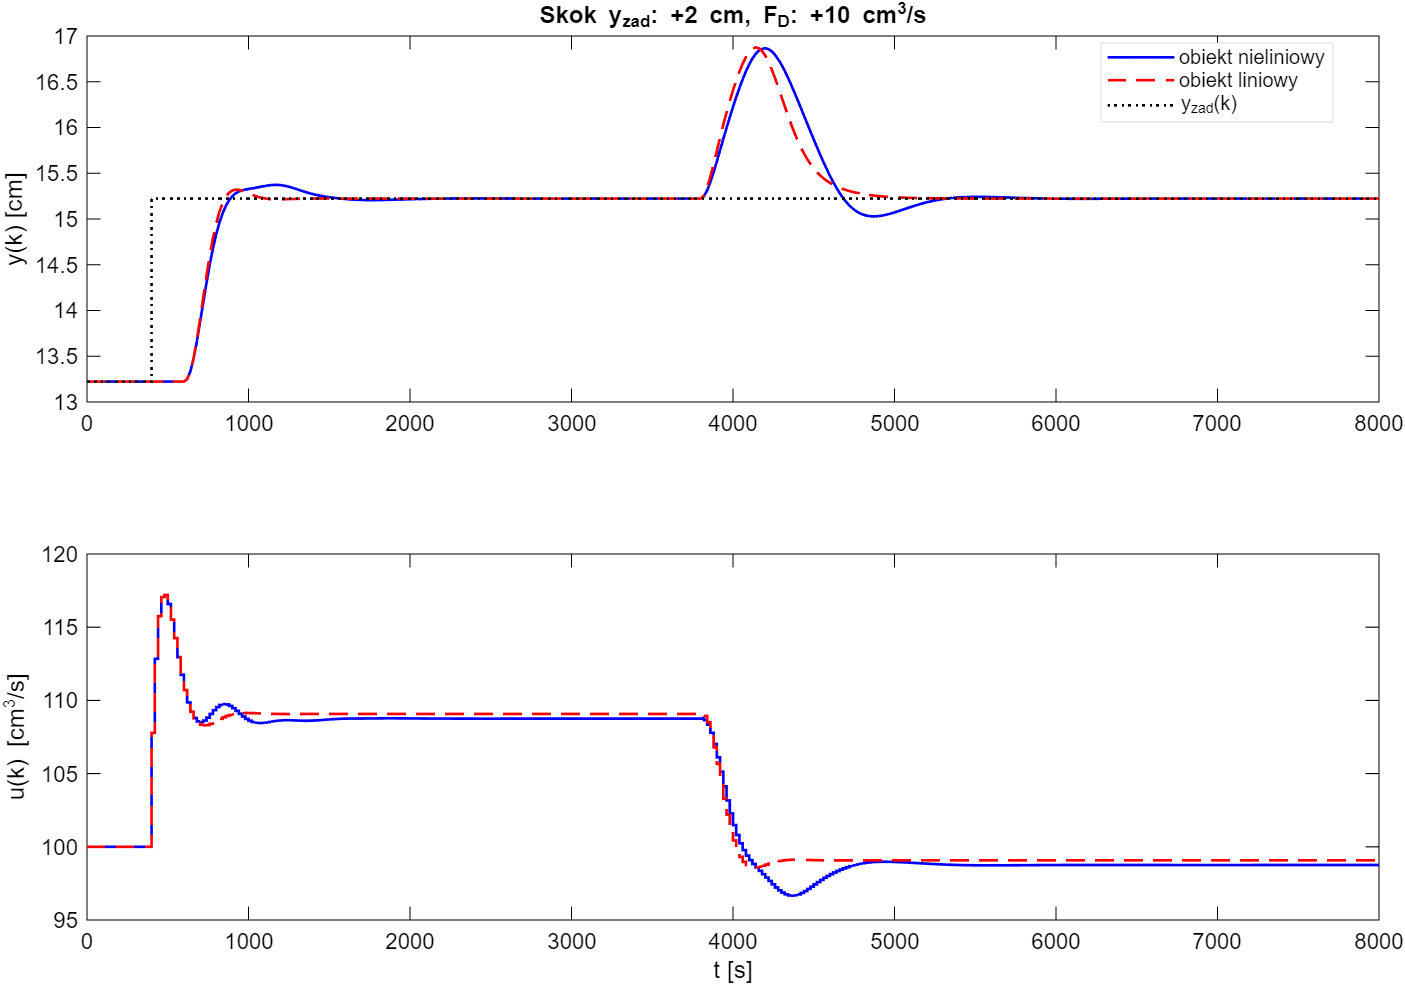 Skok y_zad: +2 cm, F_D: +10 cm³/s
17
16.5
16
15.5
15
14.5
14
13.5
13
y(k) [cm]
obiekt nieliniowy
obiekt liniowy
y_zad(k)
0 1000 2000 3000 4000 5000 6000 7000 8000
120
115
110
105
100
95
u(k) [cm³/s]
0 1000 2000 3000 4000 5000 6000 7000 8000
t [s]